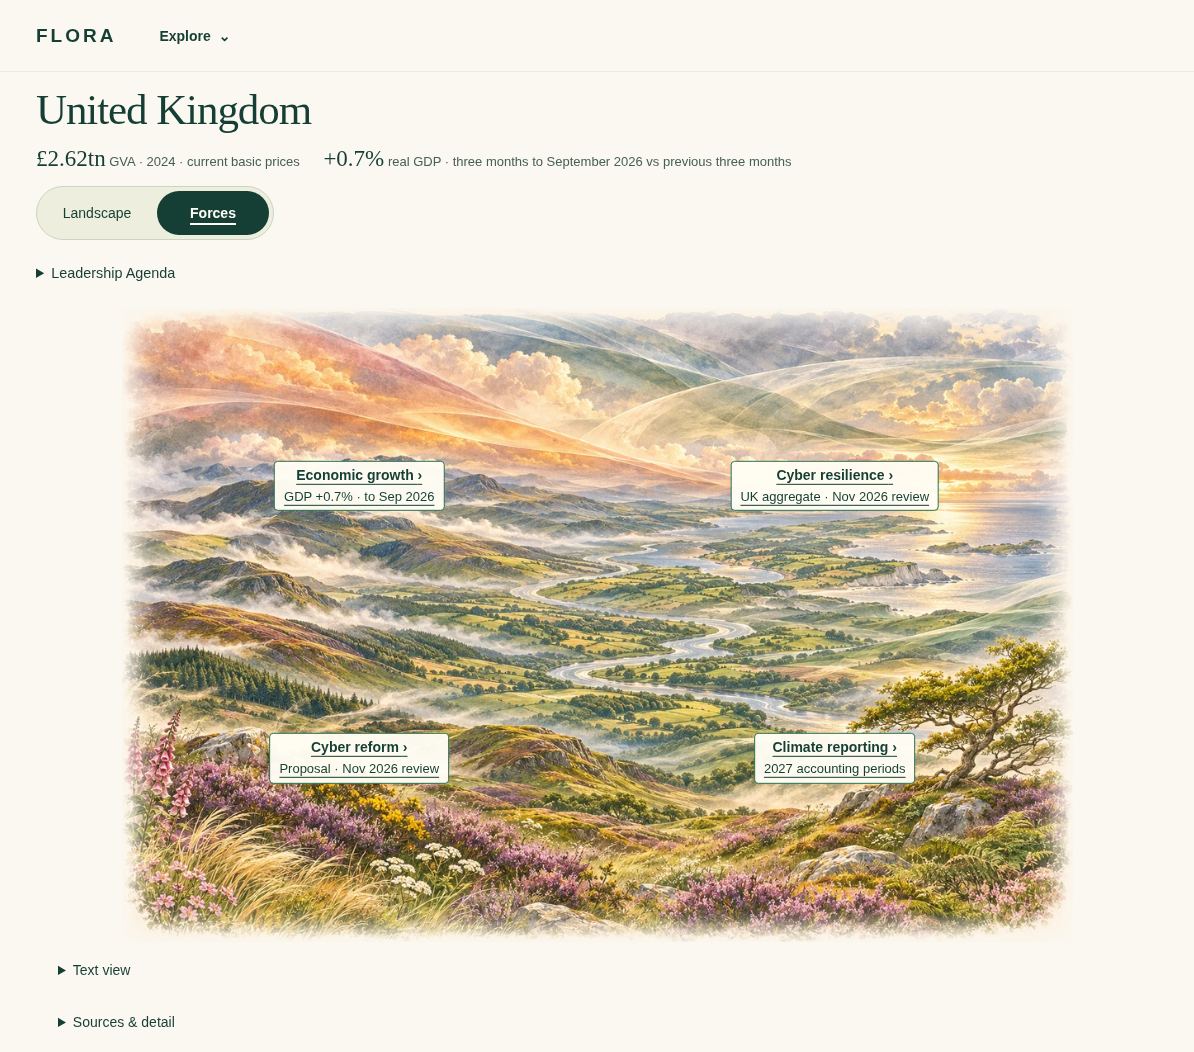 FLORA
Explore
United Kingdom
£2.62tn GVA · 2024 · current basic prices +0.7% real GDP · three months to September 2026 vs previous three months
Landscape Forces
Leadership Agenda
Economic growth ›
GDP +0.7% · to Sep 2026
Cyber resilience ›
UK aggregate · Nov 2026 review
Cyber reform ›
Proposal · Nov 2026 review
Climate reporting ›
2027 accounting periods
Text view
Sources & detail